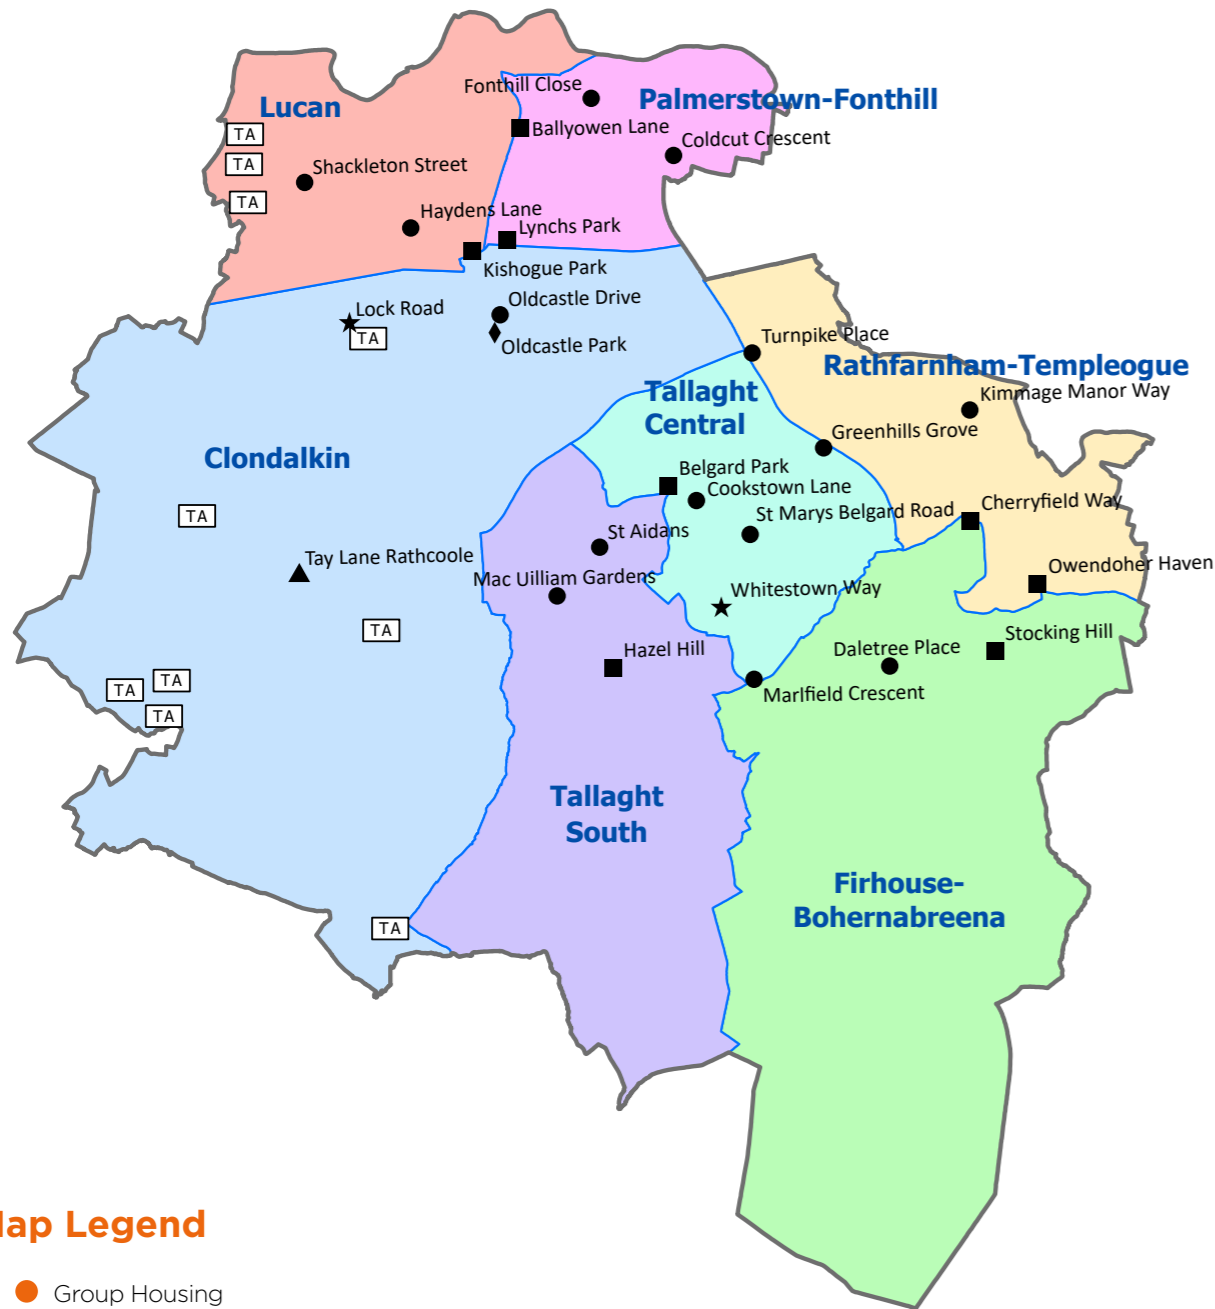 Fonthill Close
Palmerstown-Fonthill
Lucan
TA
Ballyowen Lane
Coldcut Crescent
TA
Shackleton Street
TA
Haydens Lane
Lynchs Park
Kishogue Park
Oldcastle Drive
Lock Road
TA
Oldcastle Park
Turnpike Place
Rathfarnham-Templeogue
Kimmage Manor Way
Tallaght
Central
Greenhills Grove
Clondalkin
Belgard Park
Cookstown Lane
Cherryfield Way
St Marys Belgard Road
TA
St Aidans
Tay Lane Rathcoole
Owendoher Haven
Mac Uilliam Gardens
Whitestown Way
TA
Stocking Hill
Hazel Hill
Daletree Place
TA
TA
Marlfield Crescent
TA
Tallaght
South
Firhouse-
Bohernabreena
TA
Map Legend
Group Housing